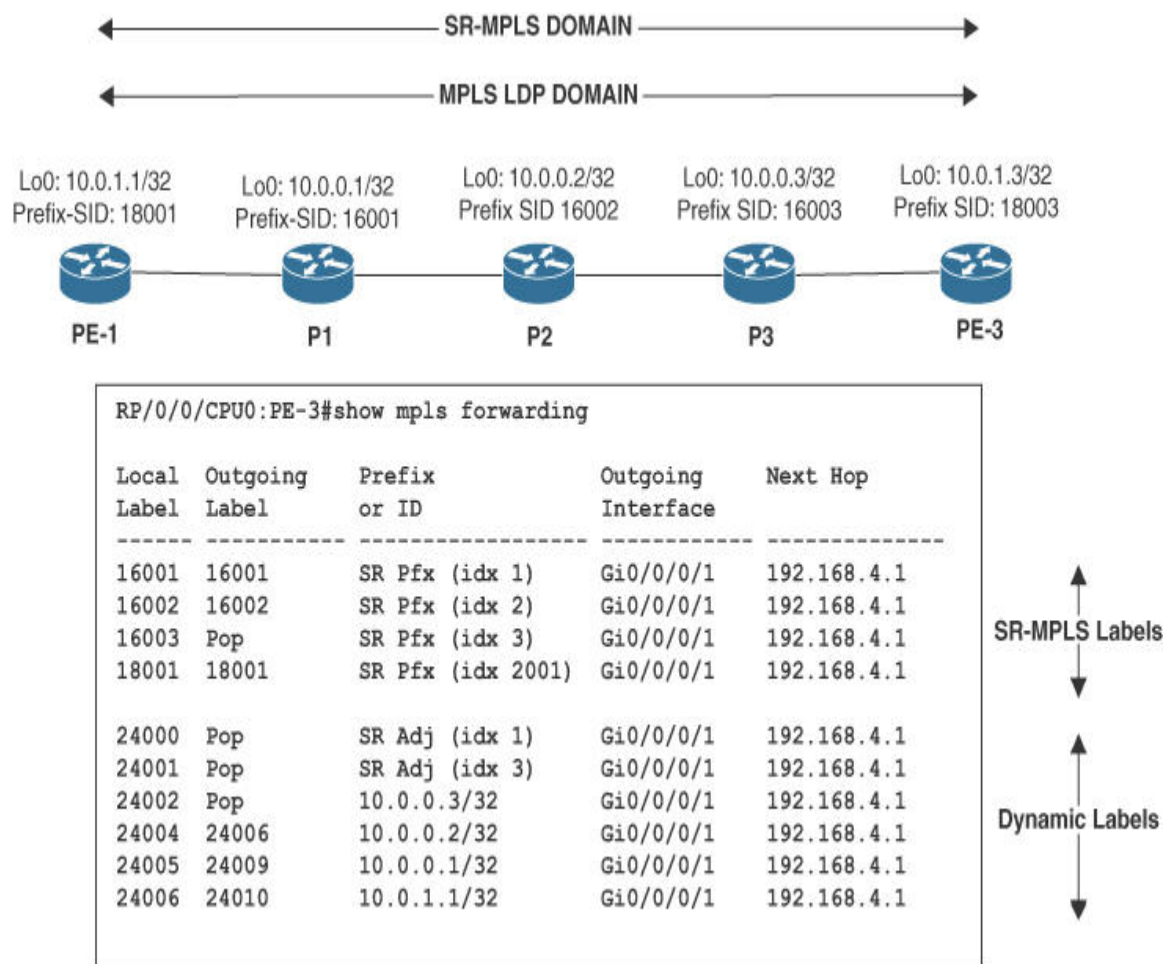 SR-MPLS DOMAIN
MPLS LDP DOMAIN
Lo0: 10.0.1.1/32
Prefix-SID: 18001
Lo0: 10.0.0.1/32
Prefix-SID: 16001
Lo0: 10.0.0.2/32
Prefix SID 16002
Lo0: 10.0.0.3/32
Prefix SID: 16003
Lo0: 10.0.1.3/32
Prefix SID: 18003
PE-1
P1
P2
P3
PE-3
RP/0/0/CPU0:PE-3#show mpls forwarding
Local Outgoing Prefix Outgoing Next Hop
Label Label or ID Interface
------ ----------- ------------------ ------------ --------------
16001 16001 SR Pfx (idx 1) Gi0/0/0/1 192.168.4.1
16002 16002 SR Pfx (idx 2) Gi0/0/0/1 192.168.4.1
16003 Pop SR Pfx (idx 3) Gi0/0/0/1 192.168.4.1
18001 18001 SR Pfx (idx 2001) Gi0/0/0/1 192.168.4.1
SR-MPLS Labels
24000 Pop SR Adj (idx 1) Gi0/0/0/1 192.168.4.1
24001 Pop SR Adj (idx 3) Gi0/0/0/1 192.168.4.1
24002 Pop 10.0.0.3/32 Gi0/0/0/1 192.168.4.1
24004 24006 10.0.0.2/32 Gi0/0/0/1 192.168.4.1
24005 24009 10.0.0.1/32 Gi0/0/0/1 192.168.4.1
24006 24010 10.0.1.1/32 Gi0/0/0/1 192.168.4.1
Dynamic Labels